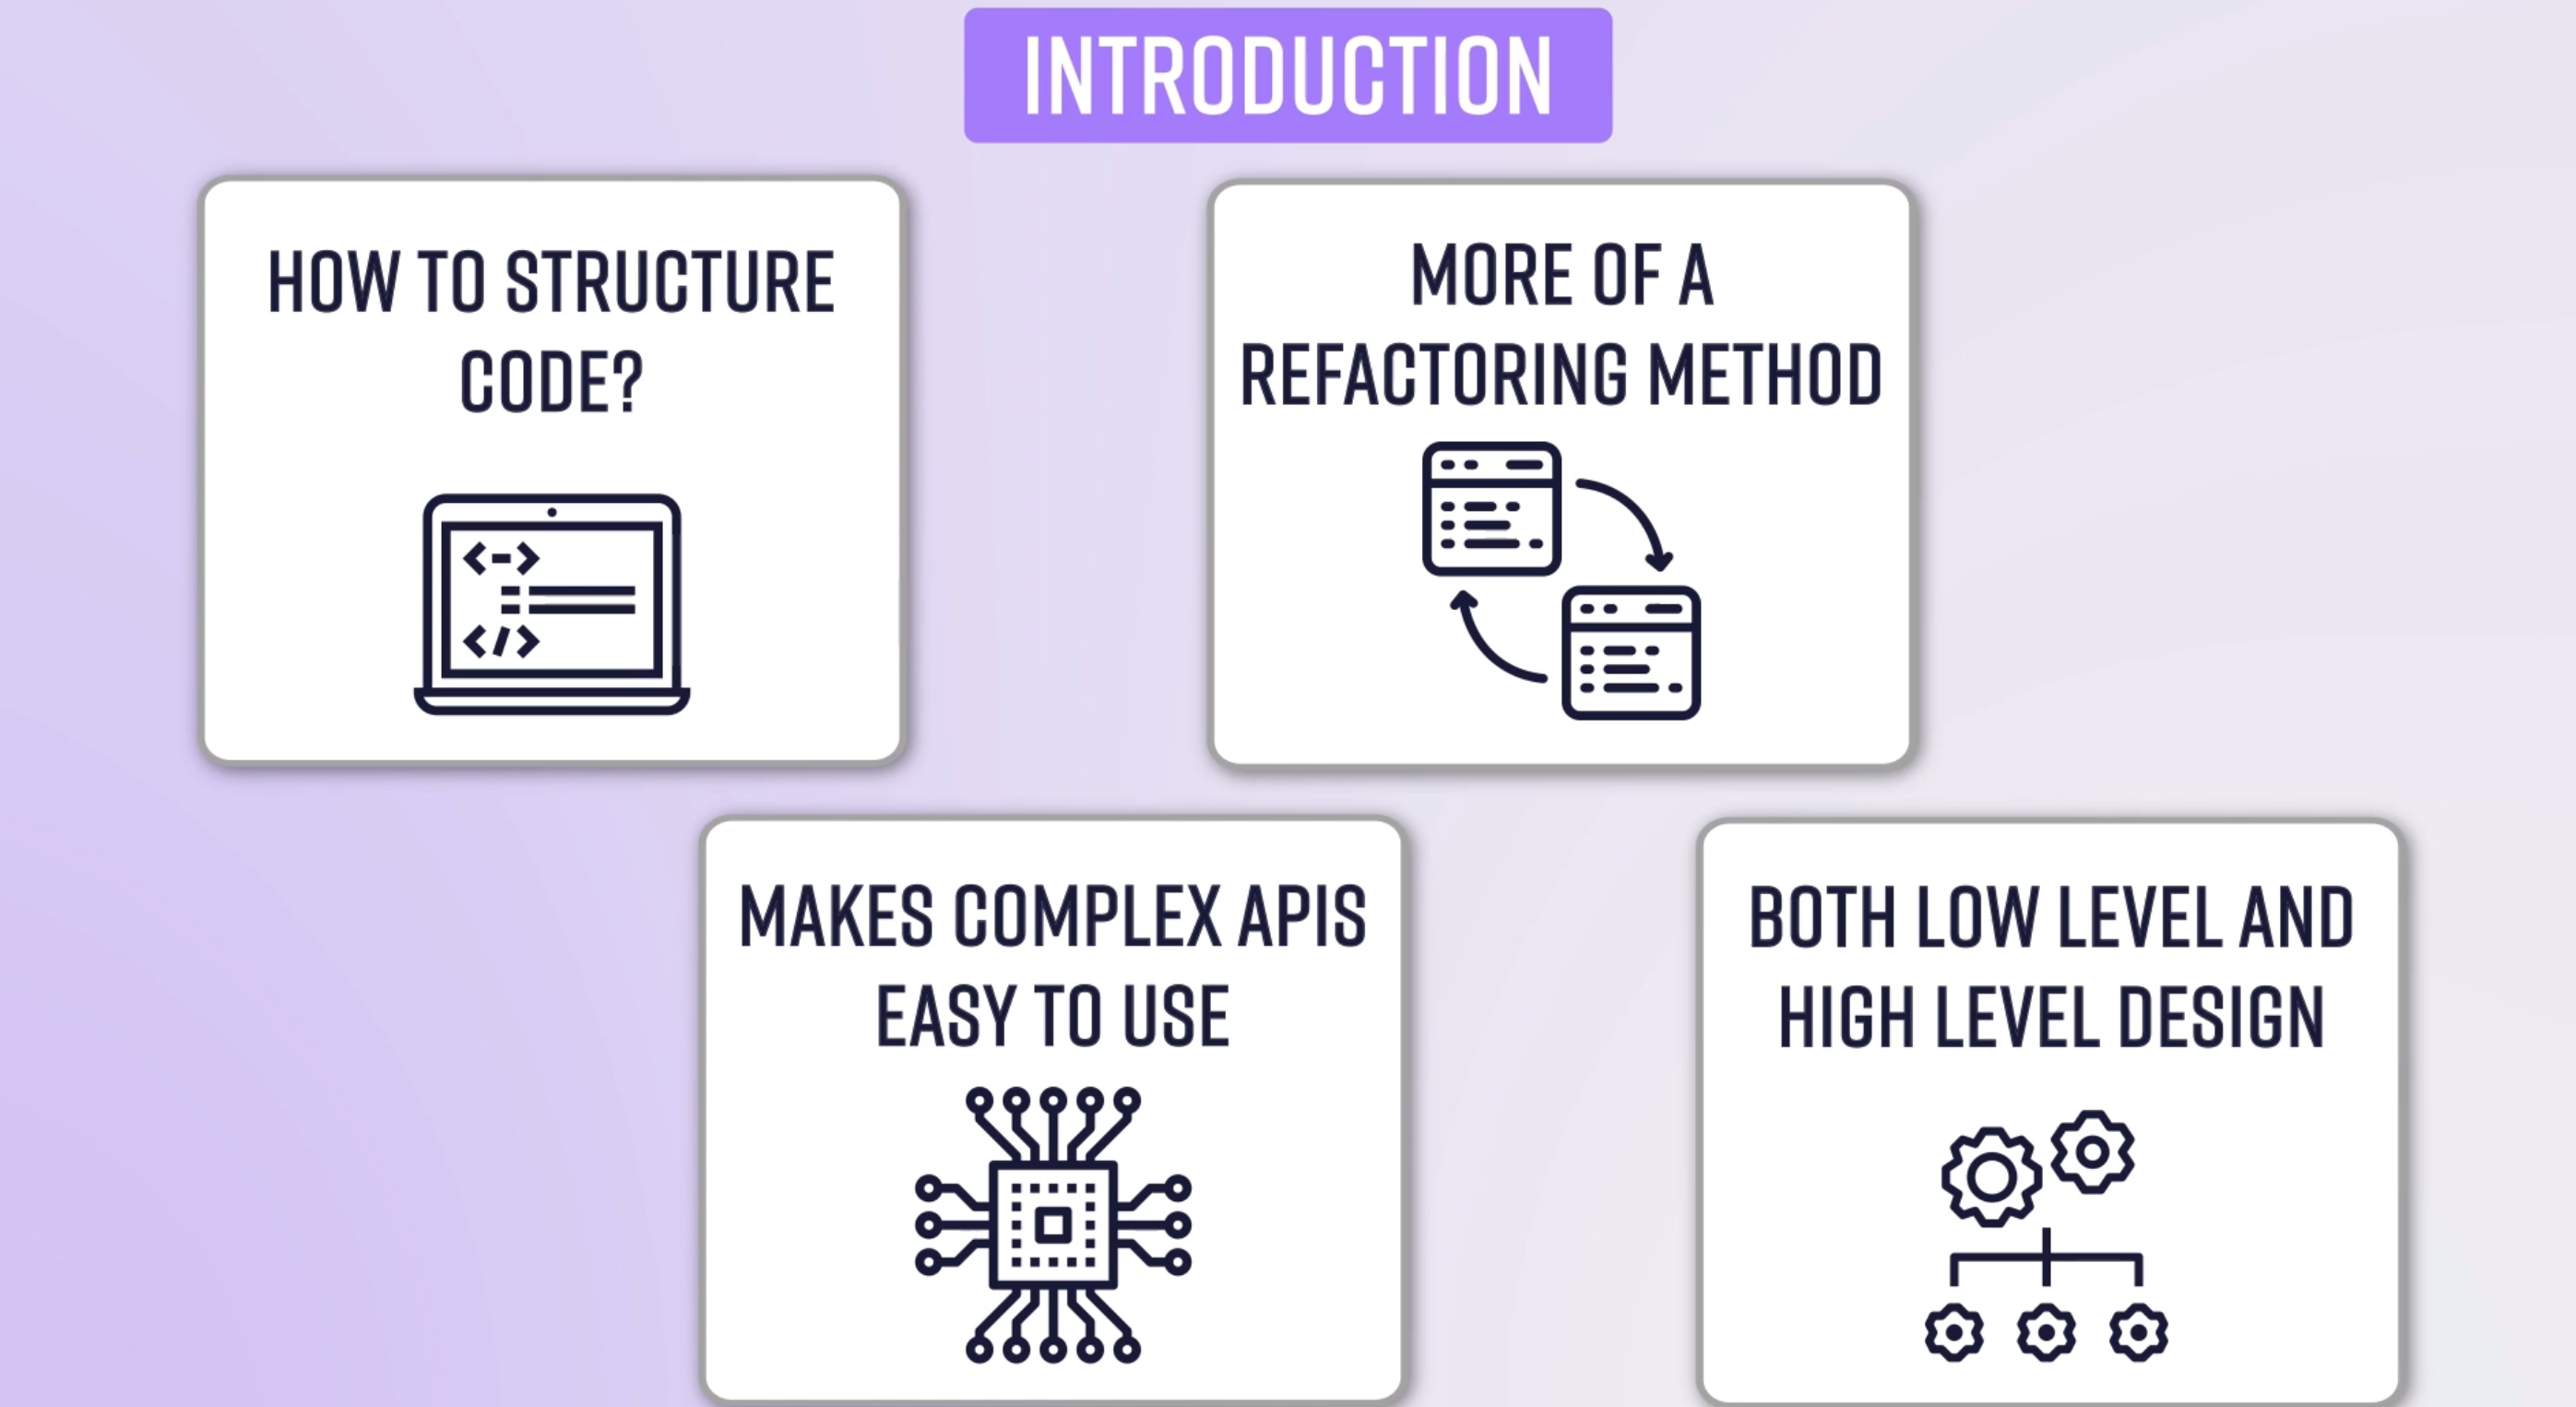 INTRODUCTION
HOW TO STRUCTURE
CODE?
MORE OF A
REFACTORING METHOD
MAKES COMPLEX APIS
EASY TO USE
BOTH LOW LEVEL AND
HIGH LEVEL DESIGN